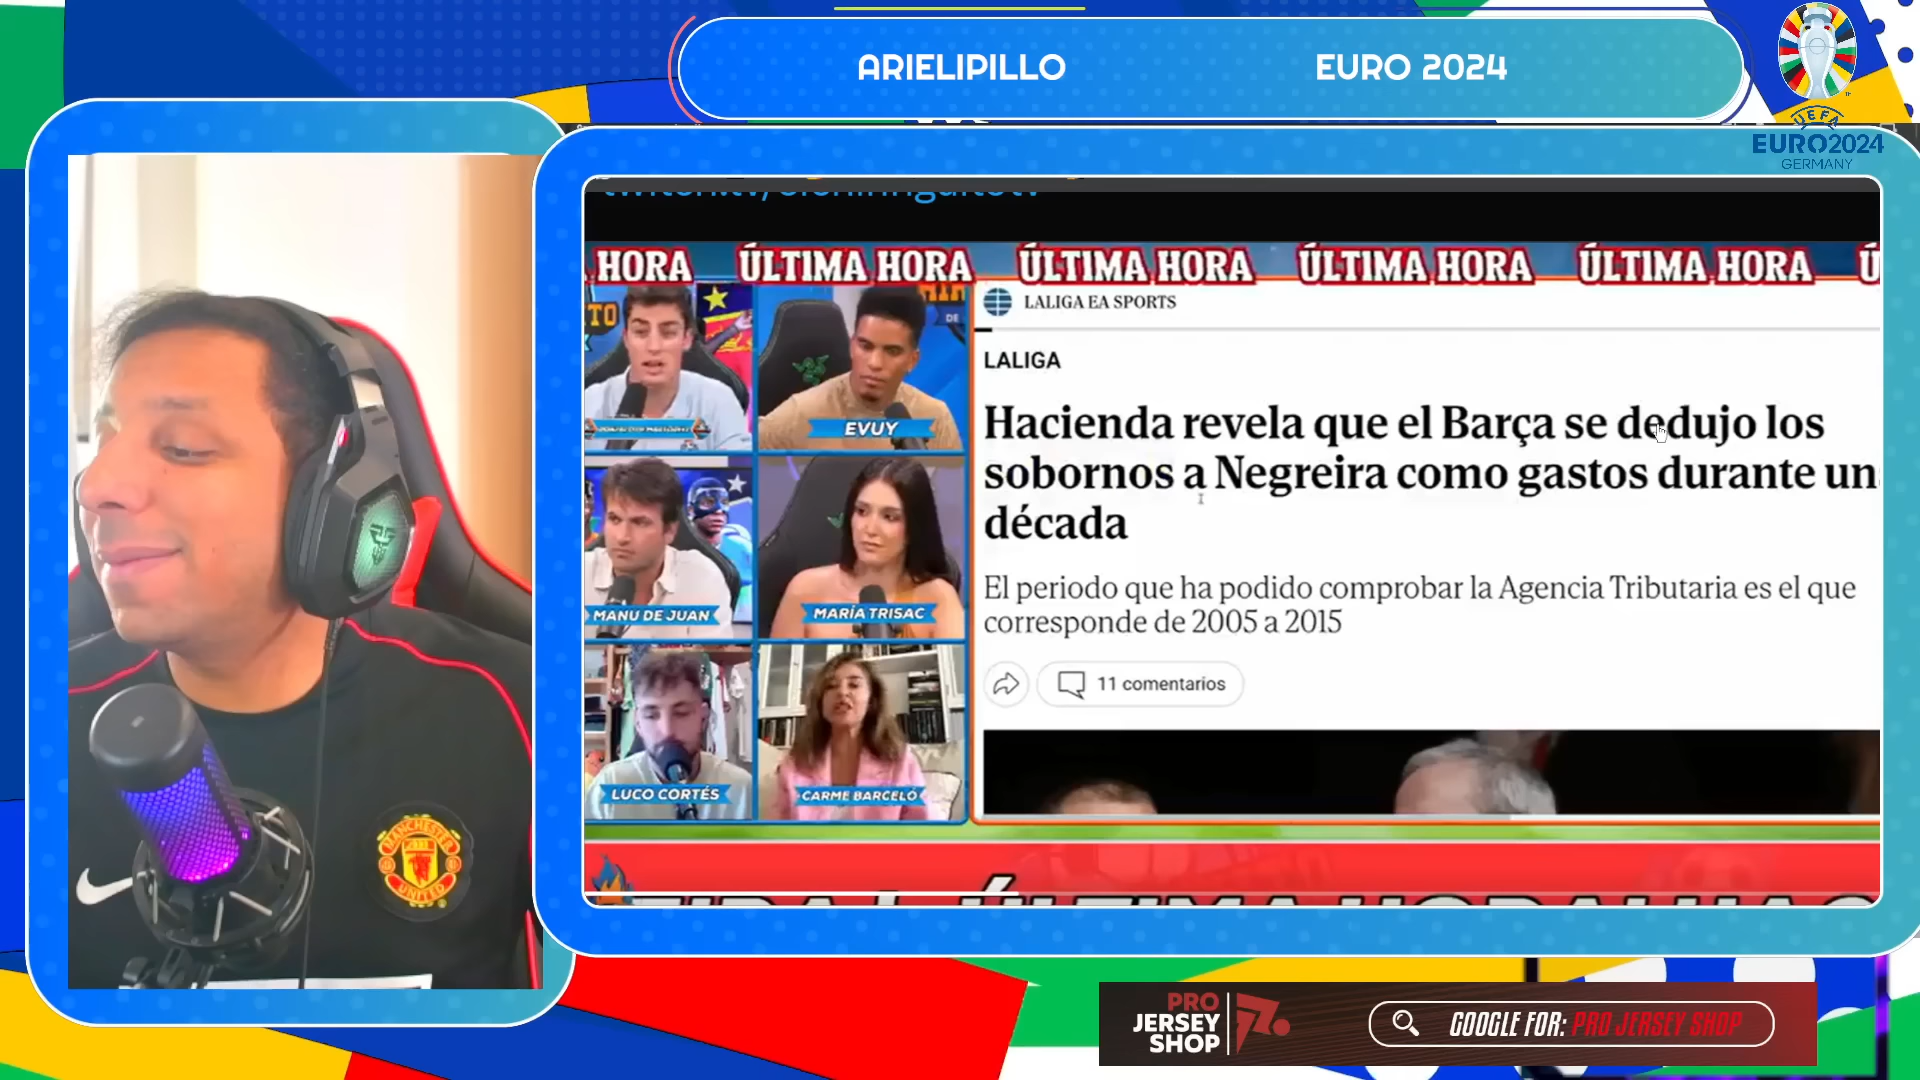 ARIELIPILLO
EURO 2024
UEFA
EURO2024
GERMANY
HORA
ÚLTIMA HORA
ÚLTIMA HORA
ÚLTIMA HORA
ÚLTIMA HORA
LALIGA EA SPORTS
LALIGA
Hacienda revela que el Barça se dedujo los
sobornos a Negreira como gastos durante un
década
El periodo que ha podido comprobar la Agencia Tributaria es el que
corresponde de 2005 a 2015
11 comentarios
EVUY
MANU DE JUAN
MARÍA TRISAC
LUCO CORTÉS
CARME BARCELÓ
MANCHESTER
UNITED
PRO
JERSEY
SHOP
GOOGLE FOR: PRO JERSEY SHOP